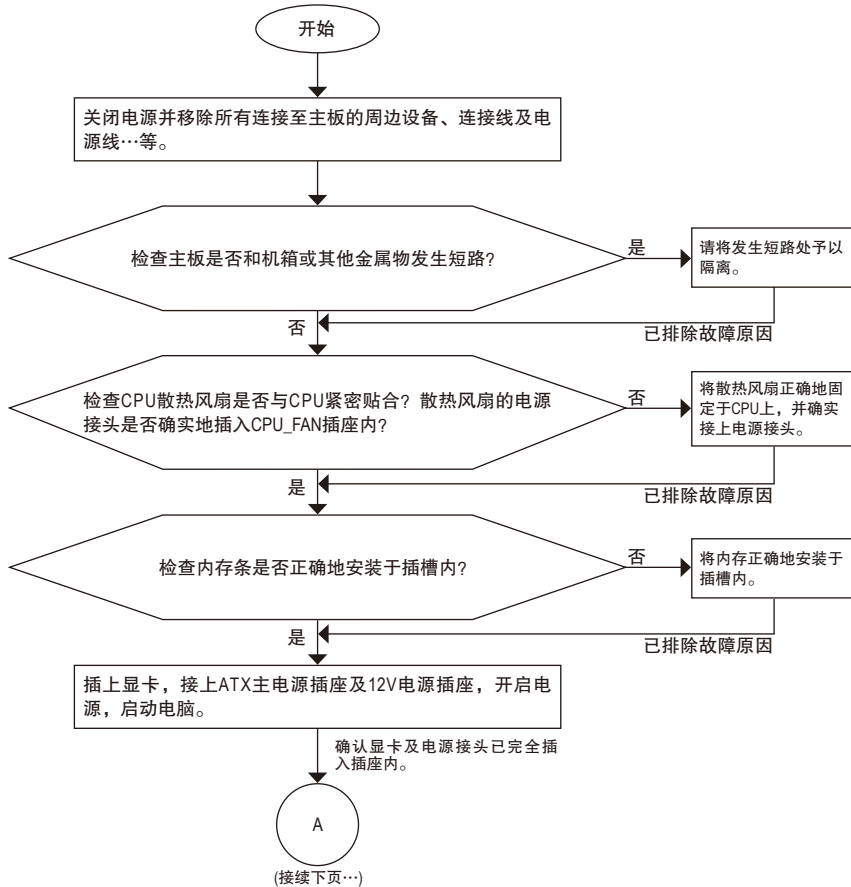 开始
关闭电源并移除所有连接至主板的周边设备、连接线及电
源线…等。
检查主板是否和机箱或其他金属物发生短路？
是
请将发生短路处予以
隔离。
否
已排除故障原因
检查CPU散热风扇是否与CPU紧密贴合？散热风扇的电源
接头是否确实地插入CPU_FAN插座内？
否
将散热风扇正确地固
定于CPU上，并确实
接上电源接头。
是
已排除故障原因
检查内存条是否正确地安装于插槽内？
否
将内存正确地安装于
插槽内。
是
已排除故障原因
插上显卡，接上ATX主电源插座及12V电源插座，开启电
源，启动电脑。
确认显卡及电源接头已完全插
入插座内。
A
(接续下页…)